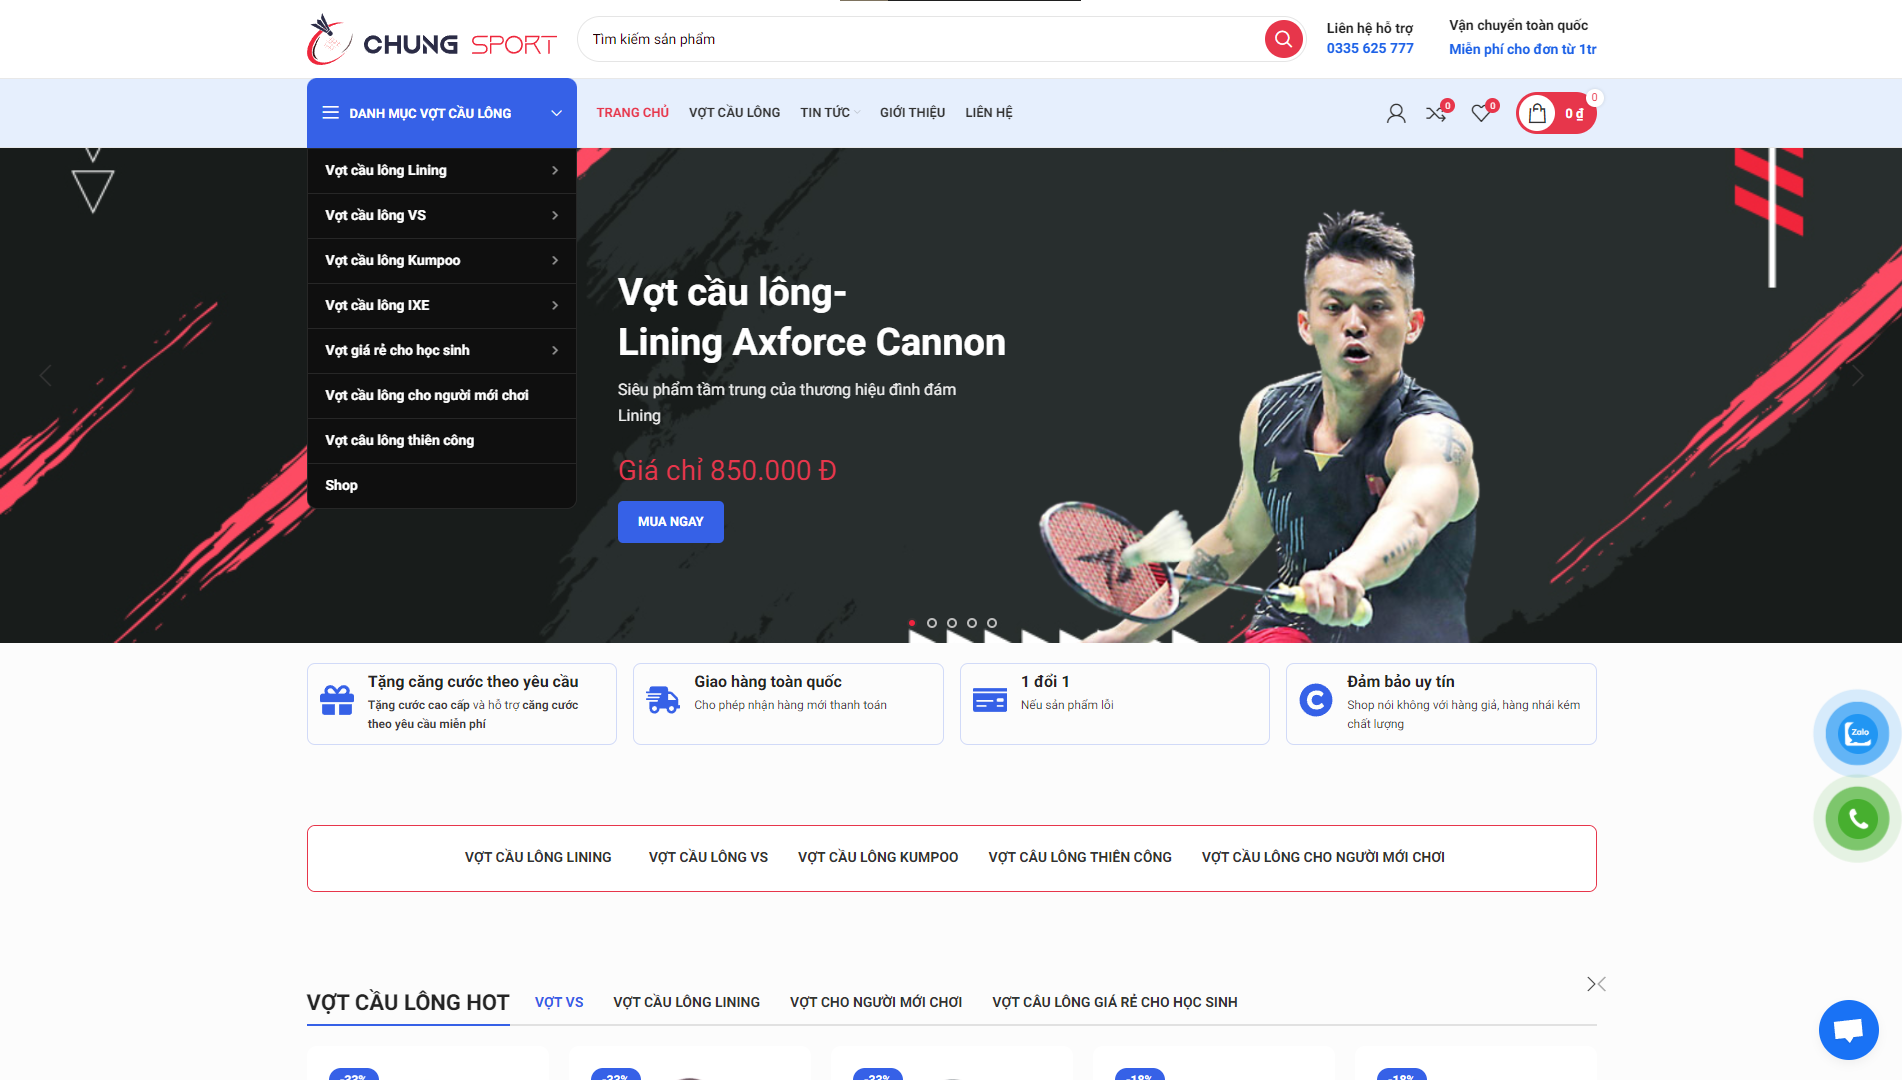 CHUNG SPORT
Tìm kiếm sản phẩm
Liên hệ hỗ trợ
0335 625 777
Vận chuyển toàn quốc
Miễn phí cho đơn từ 1tr
DANH MỤC VỢT CẦU LÔNG
TRANG CHỦ
VỢT CẦU LÔNG
TIN TỨC
GIỚI THIỆU
LIÊN HỆ
0
0
0
0 ₫
Vợt cầu lông Lining
Vợt cầu lông VS
Vợt cầu lông Kumpoo
Vợt cầu lông IXE
Vợt giá rẻ cho học sinh
Vợt cầu lông cho người mới chơi
Vợt câu lông thiên công
Shop
Vợt cầu lông-
Lining Axforce Cannon
Siêu phẩm tầm trung của thương hiệu đình đám
Lining
Giá chỉ 850.000 Đ
MUA NGAY
Tặng căng cước theo yêu cầu
Tặng cước cao cấp và hỗ trợ căng cước
theo yêu cầu miễn phí
Giao hàng toàn quốc
Cho phép nhận hàng mới thanh toán
1 đổi 1
Nếu sản phẩm lỗi
Đảm bảo uy tín
Shop nói không với hàng giả, hàng nhái kém
chất lượng
Zalo
VỢT CẦU LÔNG LINING
VỢT CẦU LÔNG VS
VỢT CẦU LÔNG KUMPOO
VỢT CÂU LÔNG THIÊN CÔNG
VỢT CẦU LÔNG CHO NGƯỜI MỚI CHƠI
VỢT CẦU LÔNG HOT
VỢT VS
VỢT CẦU LÔNG LINING
VỢT CHO NGƯỜI MỚI CHƠI
VỢT CÂU LÔNG GIÁ RẺ CHO HỌC SINH
-33%
-33%
-33%
-18%
-18%